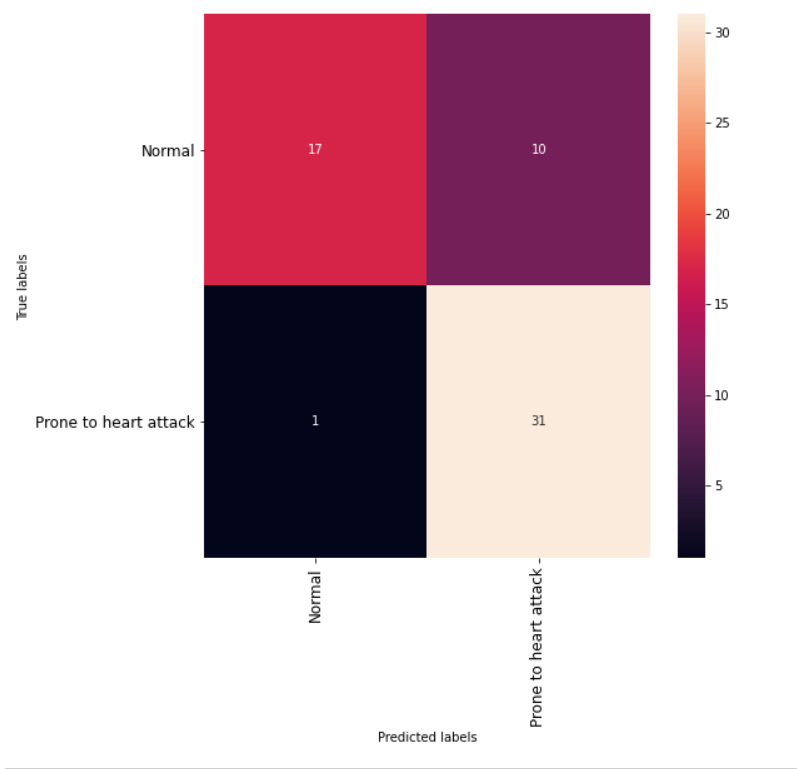 30
25
20
15
10
5
Normal
17
10
True labels
Prone to heart attack
1
31
Normal
Prone to heart attack
Predicted labels